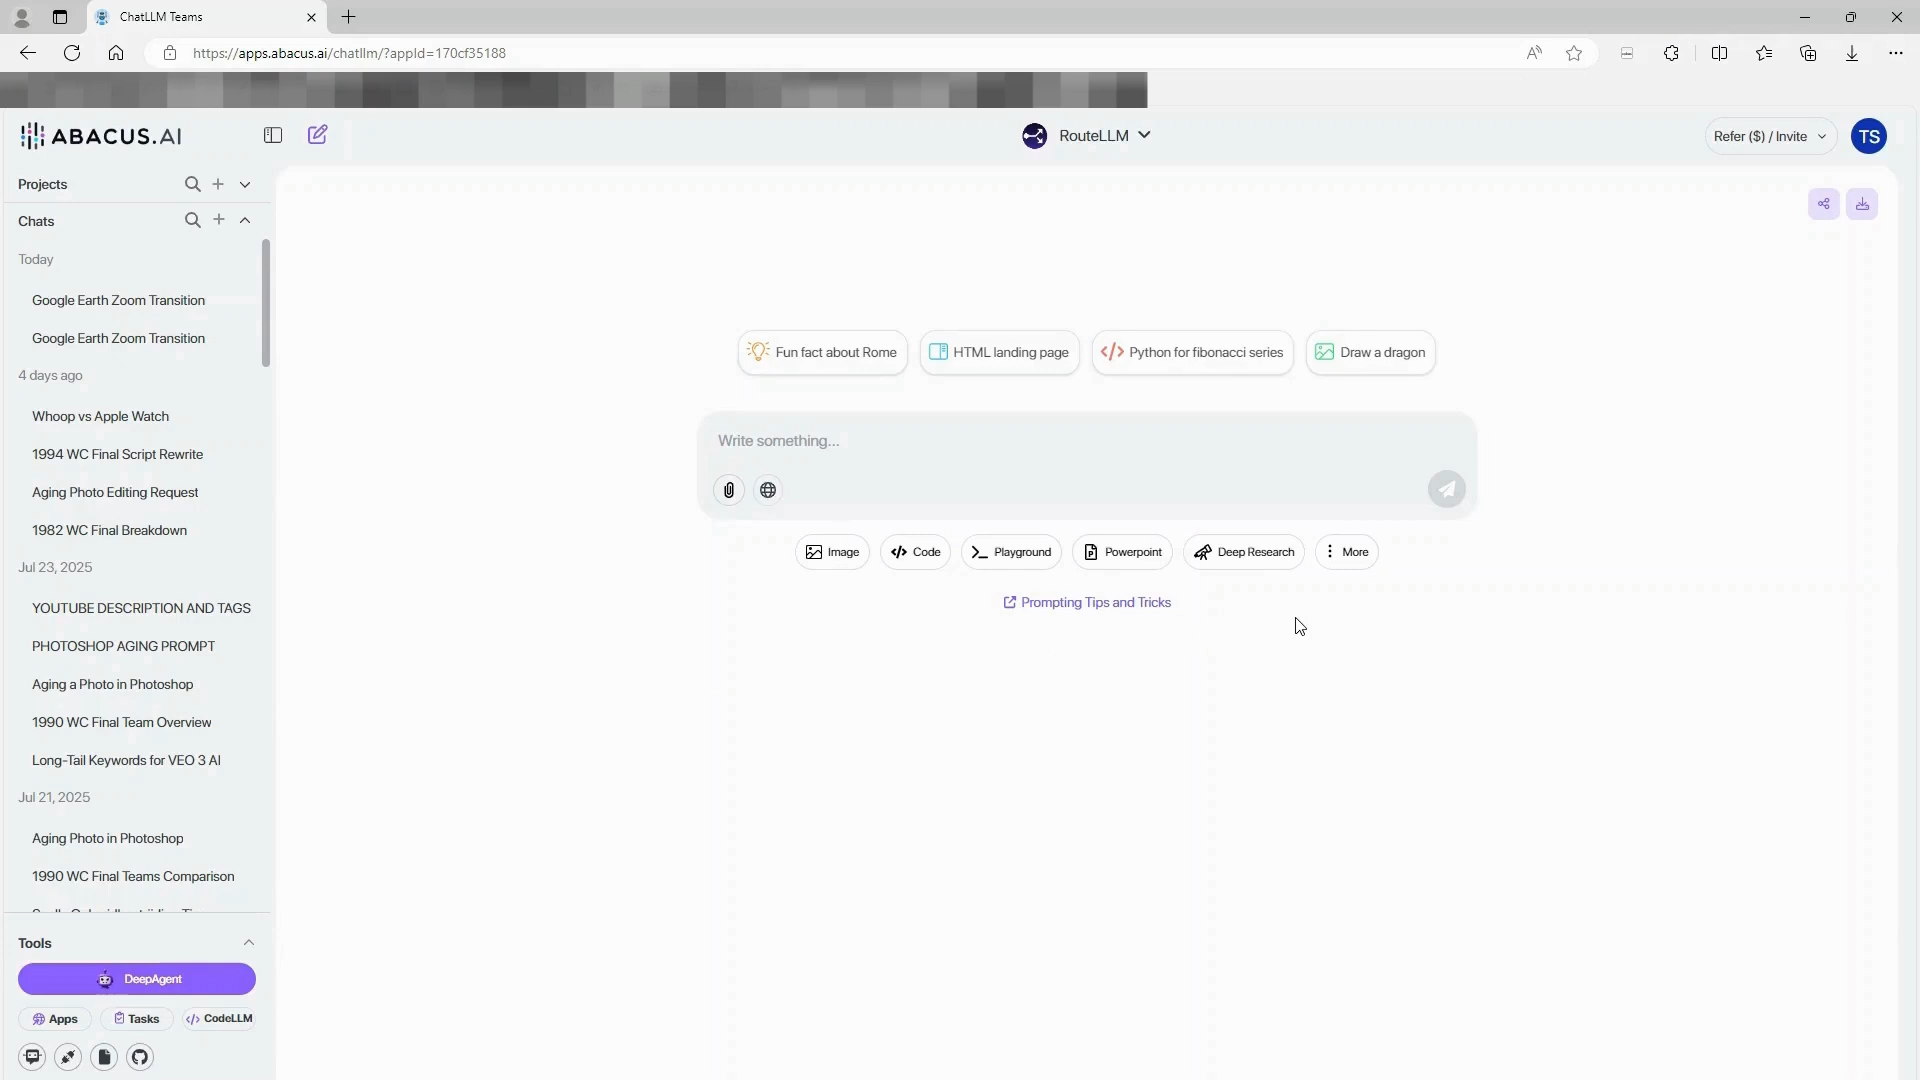 ChatLLM Teams
https://apps.abacus.ai/chatllm/?appId=170cf35188
ABACUS.AI
RouteLLM
Refer ($) / Invite
TS
Projects
Chats
Today
Google Earth Zoom Transition
Google Earth Zoom Transition
4 days ago
Whoop vs Apple Watch
1994 WC Final Script Rewrite
Aging Photo Editing Request
1982 WC Final Breakdown
Jul 23, 2025
YOUTUBE DESCRIPTION AND TAGS
PHOTOSHOP AGING PROMPT
Aging a Photo in Photoshop
1990 WC Final Team Overview
Long-Tail Keywords for VEO 3 AI
Jul 21, 2025
Aging Photo in Photoshop
1990 WC Final Teams Comparison
Tools
DeepAgent
Apps
Tasks
CodeLLM
Fun fact about Rome
HTML landing page
Python for fibonacci series
Draw a dragon
Write something...
Image
Code
Playground
Powerpoint
Deep Research
More
Prompting Tips and Tricks